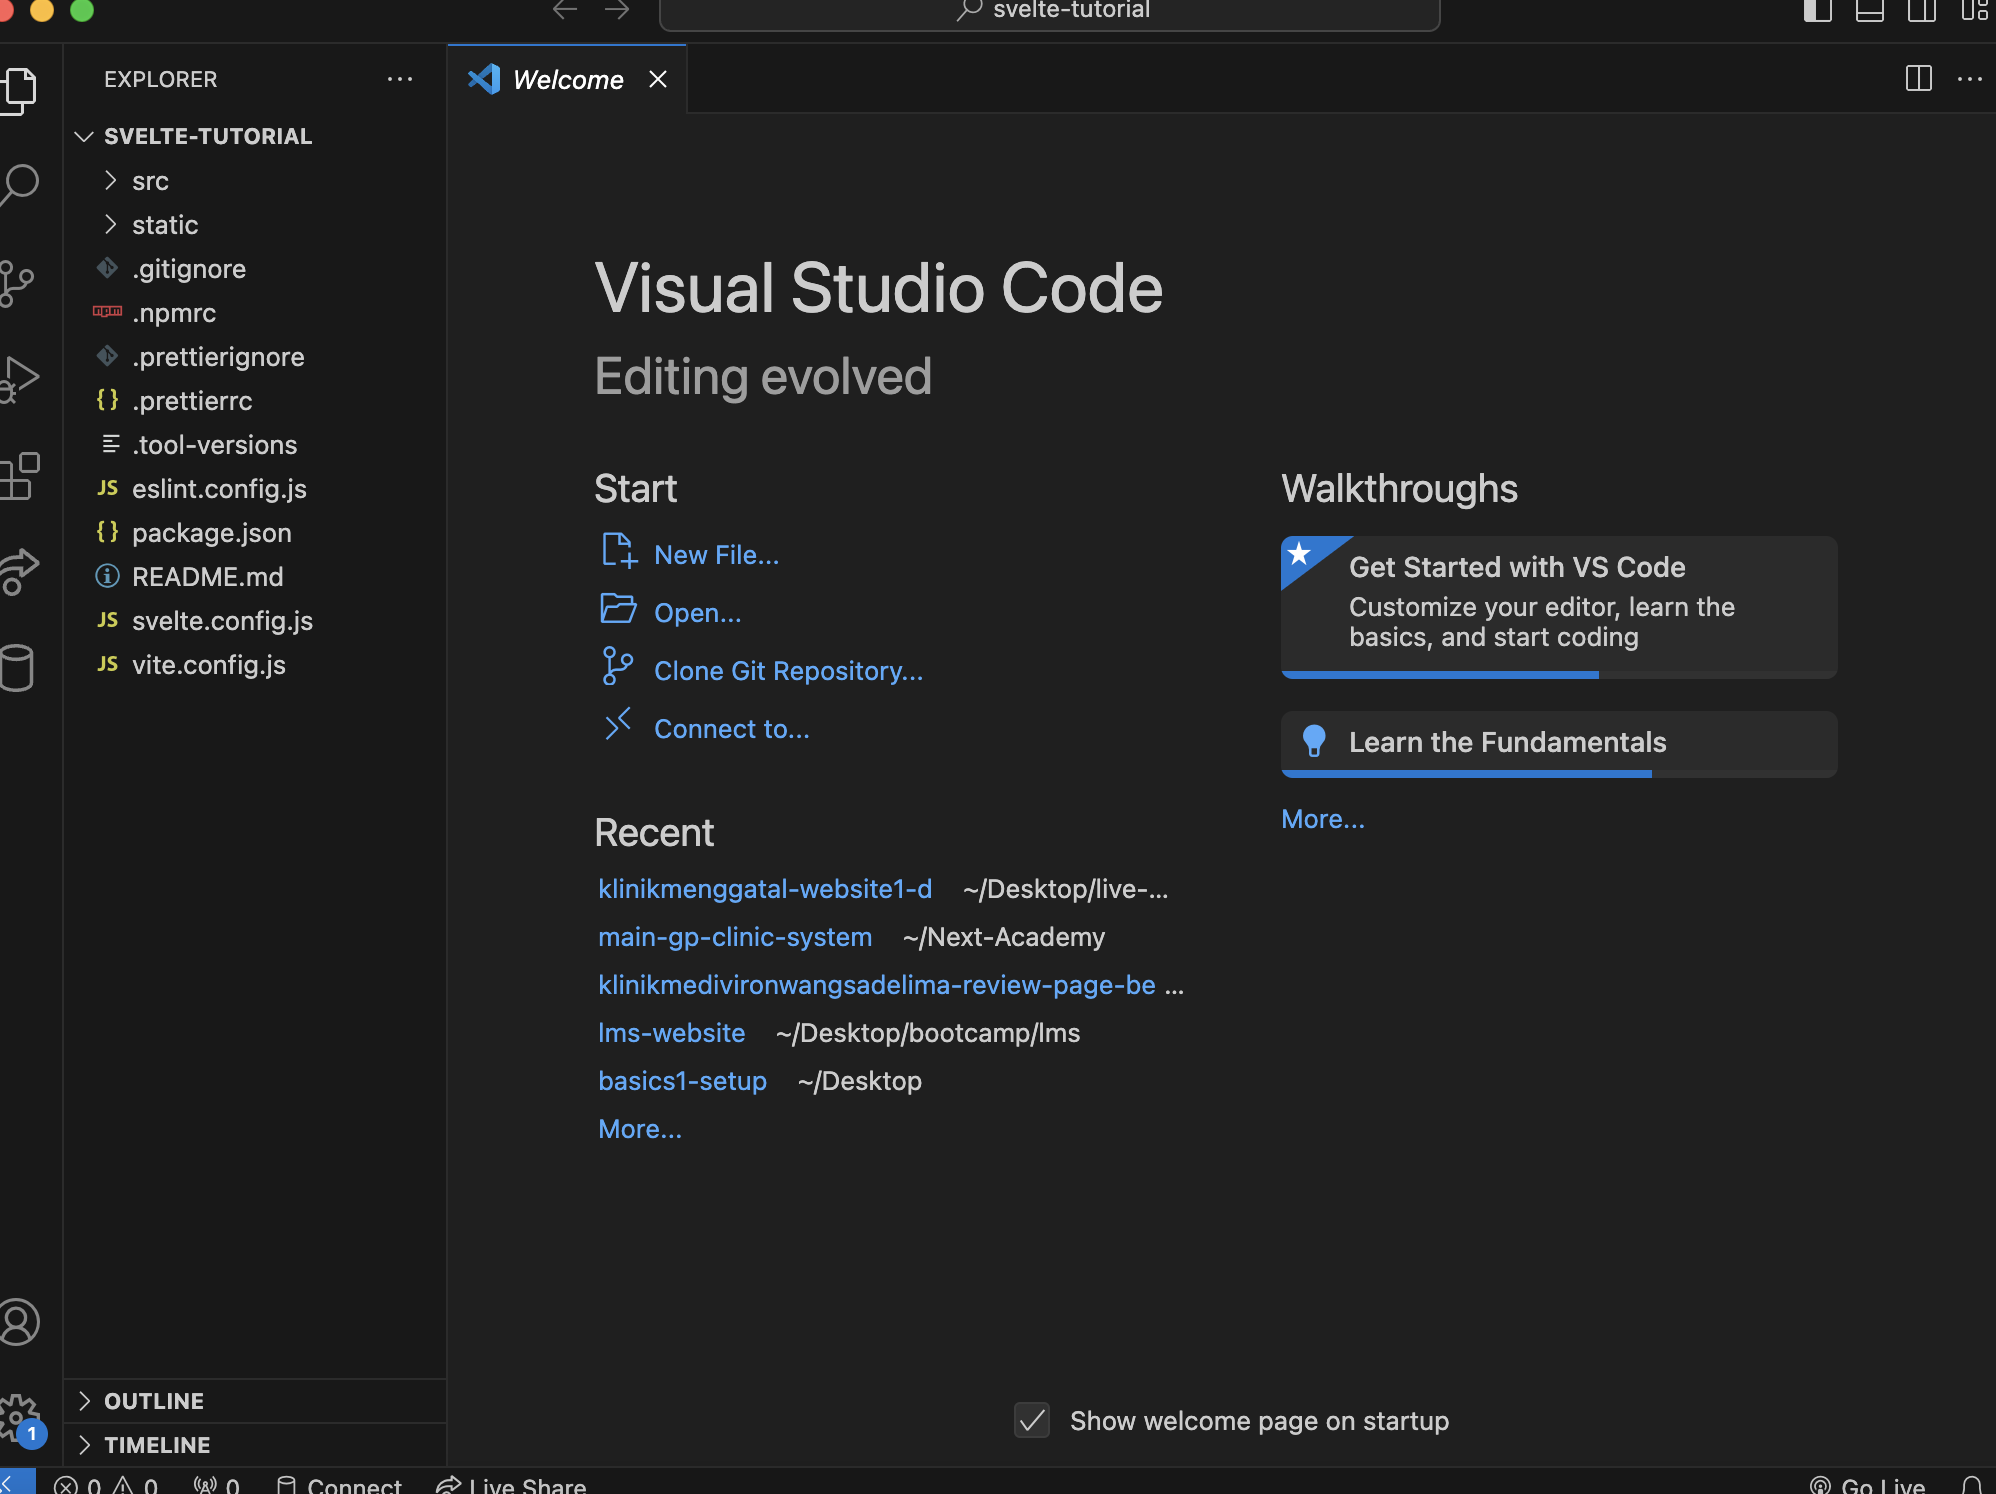 svelte-tutorial
EXPLORER
Welcome
SVELTE-TUTORIAL
src
static
.gitignore
.npmrc
.prettierignore
{} .prettierrc
.tool-versions
JS eslint.config.js
{} package.json
README.md
JS svelte.config.js
JS vite.config.js
OUTLINE
TIMELINE
Visual Studio Code
Editing evolved
Start
New File...
Open...
Clone Git Repository...
Connect to...
Recent
klinikmenggatal-website1-d ~/Desktop/live-...
main-gp-clinic-system ~/Next-Academy
klinikmedivironwangsadelima-review-page-be ...
lms-website ~/Desktop/bootcamp/lms
basics1-setup ~/Desktop
More...
Walkthroughs
Get Started with VS Code
Customize your editor, learn the
basics, and start coding
Learn the Fundamentals
More...
Show welcome page on startup
1
0 0 0 Connect Live Share Go Live